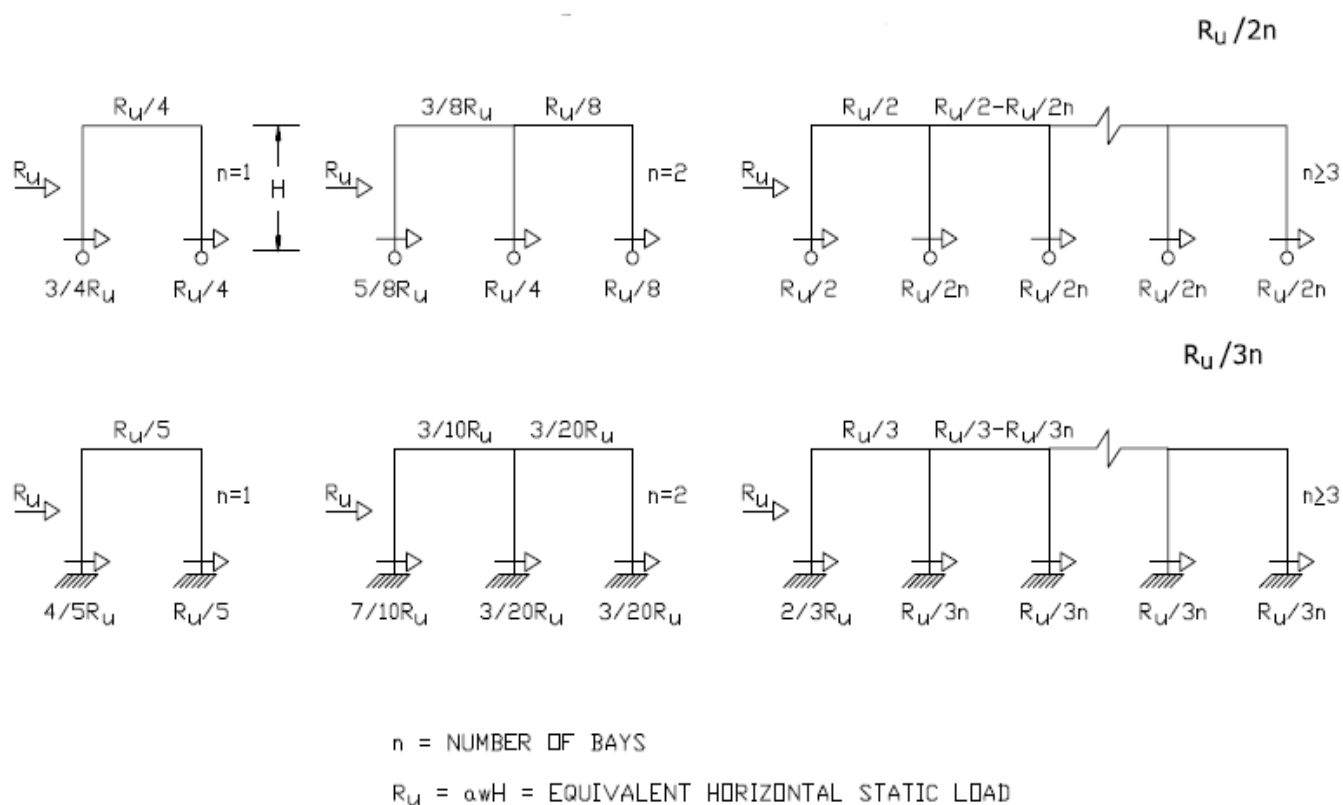 Ru/2n
Ru/4 3/8Ru Ru/8 Ru/2 Ru/2-Ru/2n
Ru n=1 H Ru n=2 Ru n≥3
3/4Ru Ru/4 5/8Ru Ru/4 Ru/8 Ru/2 Ru/2n Ru/2n Ru/2n Ru/2n
Ru/3n
Ru/5 3/10Ru 3/20Ru Ru/3 Ru/3-Ru/3n
Ru n=1 Ru n=2 Ru n≥3
4/5Ru Ru/5 7/10Ru 3/20Ru 3/20Ru 2/3Ru Ru/3n Ru/3n Ru/3n Ru/3n
n = NUMBER OF BAYS
Ru = αwH = EQUIVALENT HORIZONTAL STATIC LOAD